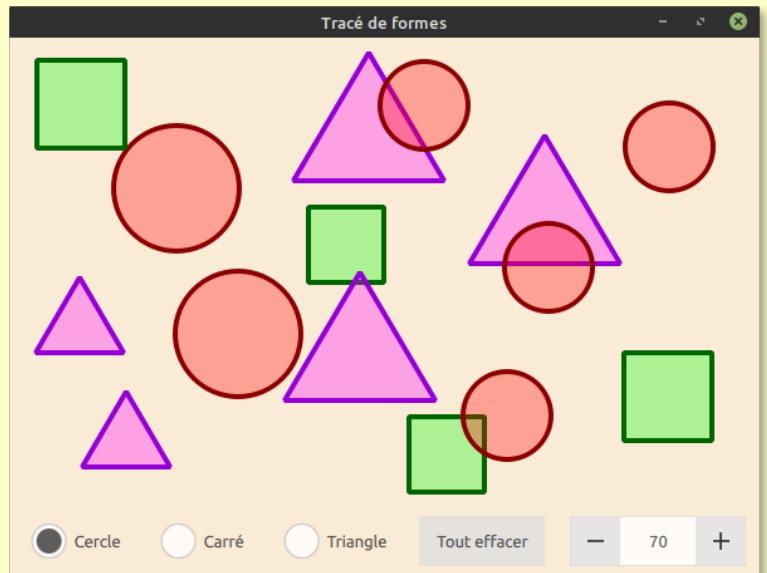 Tracé de formes
Cercle Carré Triangle Tout effacer − 70 +